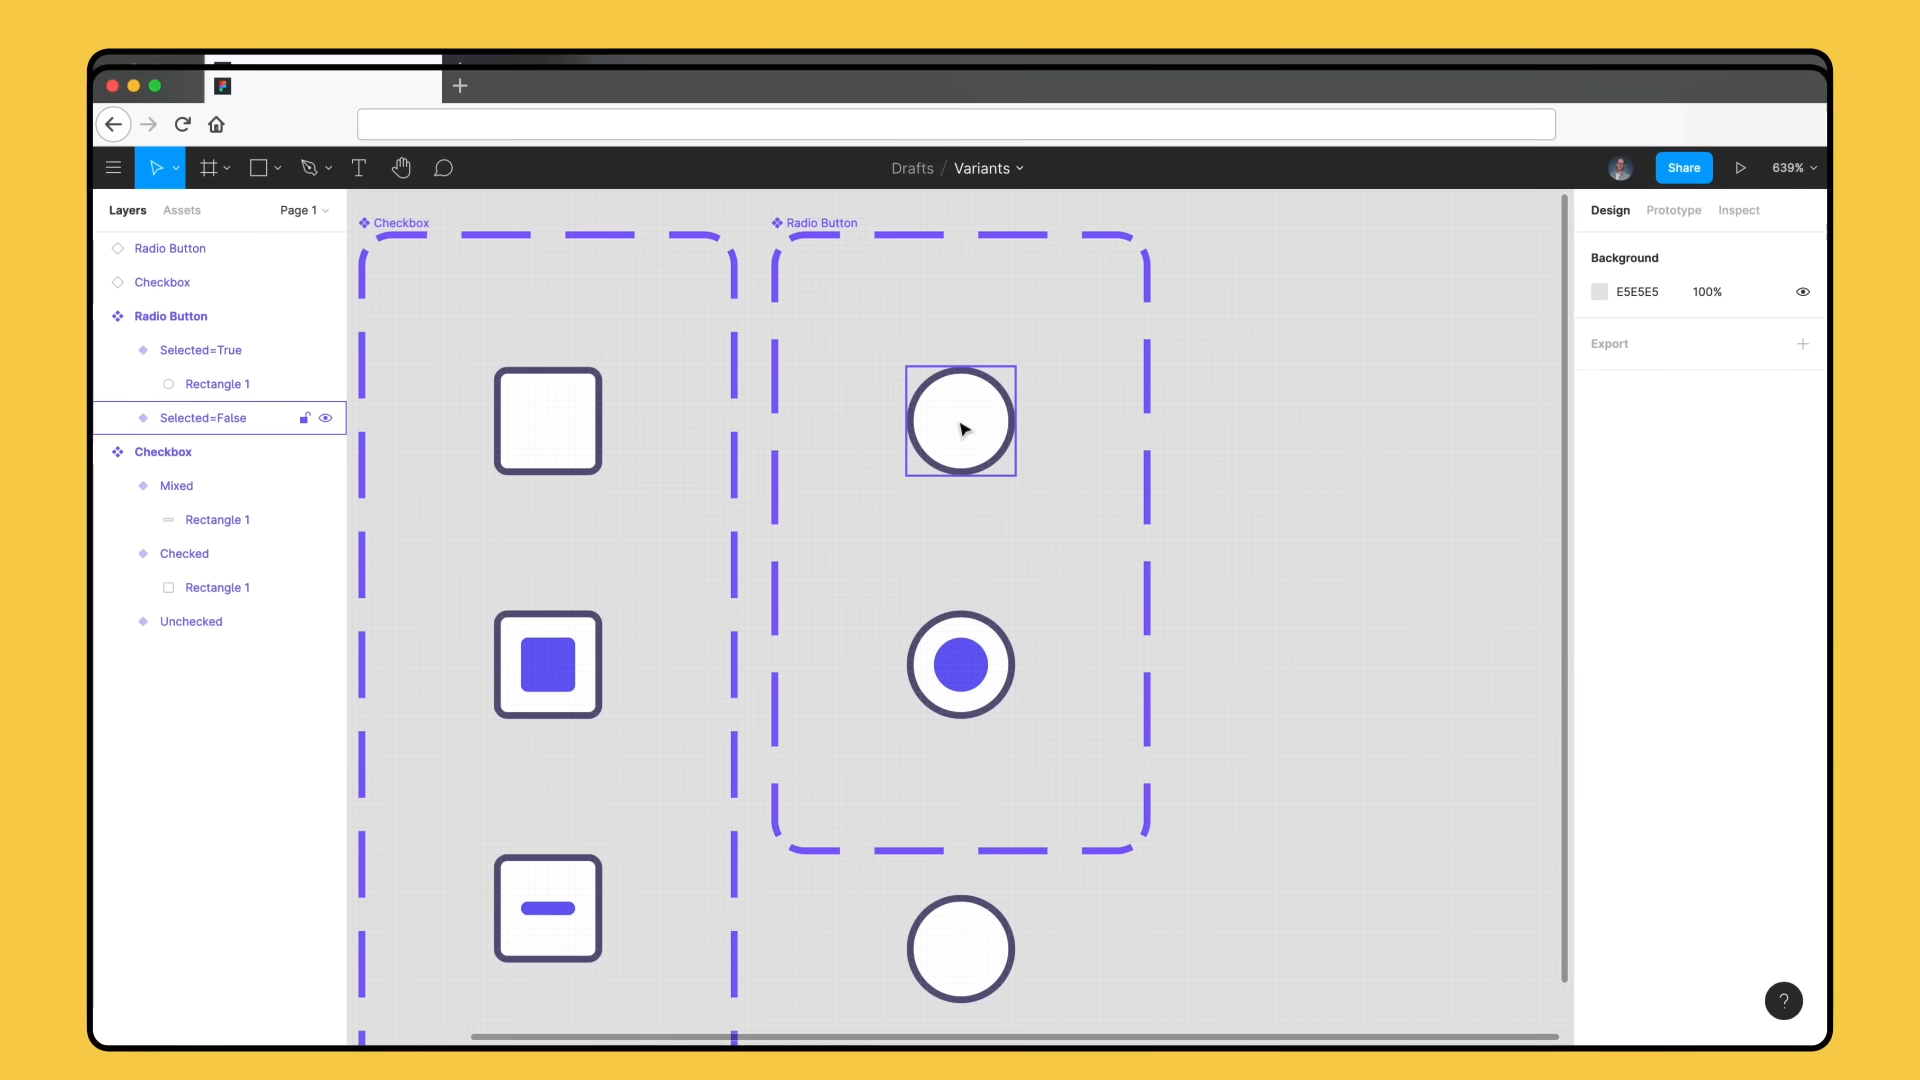 Drafts / Variants
Share
639%
Layers
Assets
Page 1
Radio Button
Checkbox
Radio Button
Selected=True
Rectangle 1
Selected=False
Checkbox
Mixed
Rectangle 1
Checked
Rectangle 1
Unchecked
Checkbox
Radio Button
Design
Prototype
Inspect
Background
E5E5E5
100%
Export
?